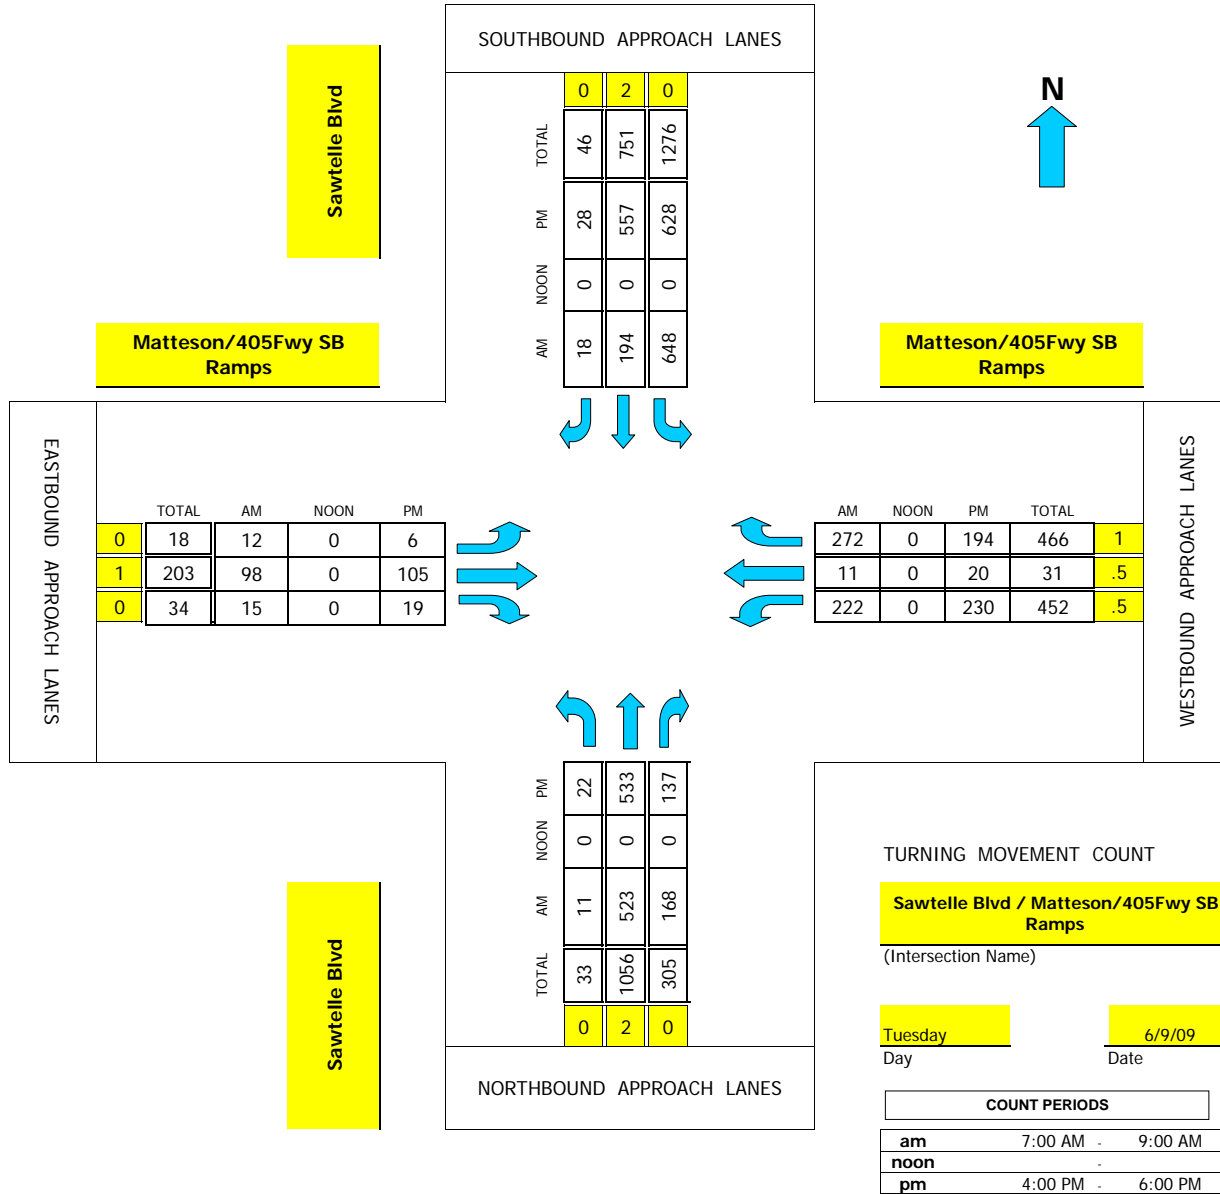 SOUTHBOUND APPROACH LANES
0 2 0
TOTAL 46 751 1276
PM 28 557 628
NOON 0 0 0
AM 18 194 648
Sawtelle Blvd
N
Matteson/405Fwy SB
Ramps
Matteson/405Fwy SB
Ramps
EASTBOUND APPROACH LANES
TOTAL AM NOON PM
0 18 12 0 6
1 203 98 0 105
0 34 15 0 19
AM NOON PM TOTAL
272 0 194 466 1
11 0 20 31 .5
222 0 230 452 .5
WESTBOUND APPROACH LANES
PM 22 533 137
NOON 0 0 0
AM 11 523 168
TOTAL 33 1056 305
0 2 0
NORTHBOUND APPROACH LANES
Sawtelle Blvd
TURNING MOVEMENT COUNT
Sawtelle Blvd / Matteson/405Fwy SB
Ramps
(Intersection Name)
Tuesday 6/9/09
Day Date
COUNT PERIODS
am 7:00 AM - 9:00 AM
noon -
pm 4:00 PM - 6:00 PM